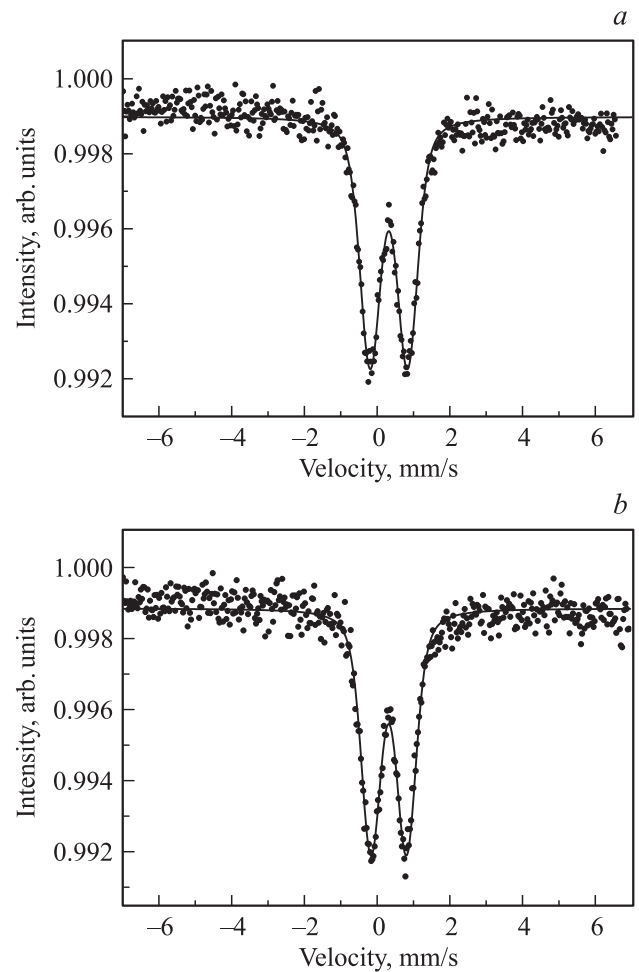 a
1.000
0.998
0.996
0.994
0.992
Intensity, arb. units
–6 –4 –2 0 2 4 6
Velocity, mm/s
b
1.000
0.998
0.996
0.994
0.992
Intensity, arb. units
–6 –4 –2 0 2 4 6
Velocity, mm/s